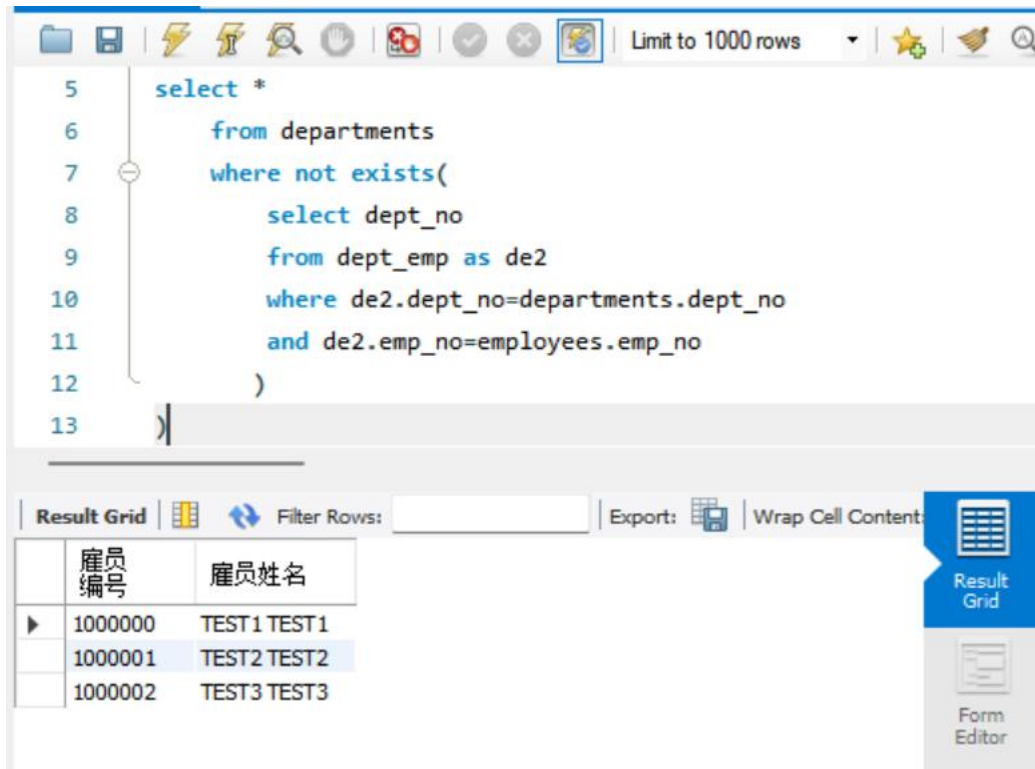 Limit to 1000 rows
5 select *
6 from departments
7 where not exists(
8 select dept_no
9 from dept_emp as de2
10 where de2.dept_no=departments.dept_no
11 and de2.emp_no=employees.emp_no
12 )
13 )
Result Grid Filter Rows: Export: Wrap Cell Content:
Result
Grid
Form
Editor
雇员
编号 雇员姓名
1000000 TEST1 TEST1
1000001 TEST2 TEST2
1000002 TEST3 TEST3